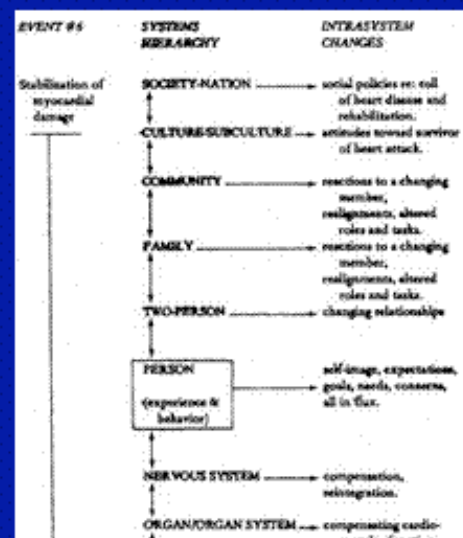 EVENT #6 SYSTEMS HIERARCHY INTRASYSTEM CHANGES
Stabilization of
myocardial
damage
SOCIETY-NATION
social policies re: toll
of heart disease and
rehabilitation.
CULTURE-SUBCULTURE
attitudes toward survivor
of heart attack.
COMMUNITY
reactions to a changing
member,
realignments, altered
roles and tasks.
FAMILY
reactions to a changing
member,
realignments, altered
roles and tasks.
TWO-PERSON
changing relationships
PERSON
(experience &
behavior)
self-image, expectations,
goals, needs, concerns,
all in flux.
NERVOUS SYSTEM
compensation,
reintegration.
ORGAN/ORGAN SYSTEM
compensating cardio-